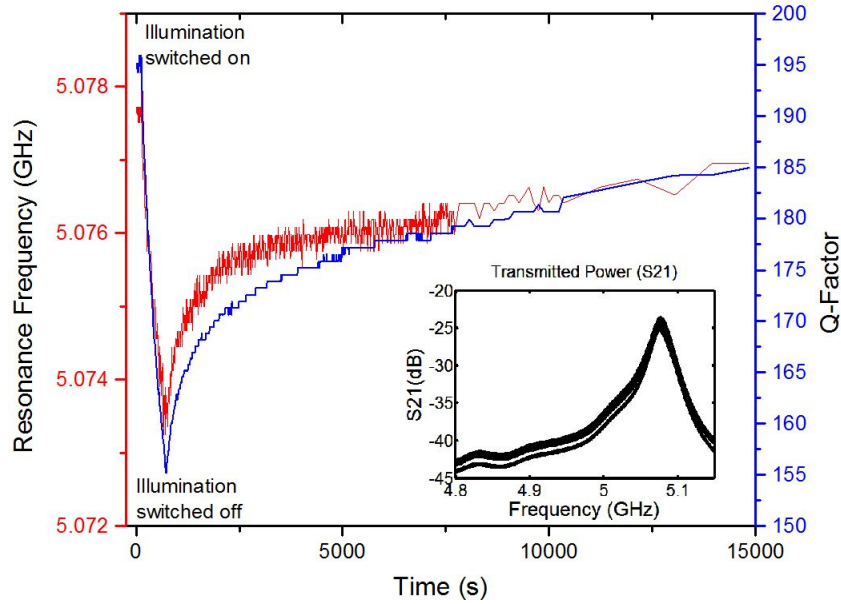 Illumination
switched on
Illumination
switched off
Resonance Frequency (GHz)
5.078
5.076
5.074
5.072
200
195
190
185
180
175
170
165
160
155
150
Q-Factor
0
5000
10000
15000
Time (s)
Transmitted Power (S21)
S21(dB)
-20
-25
-30
-35
-40
-45
4.8
4.9
5
5.1
Frequency (GHz)